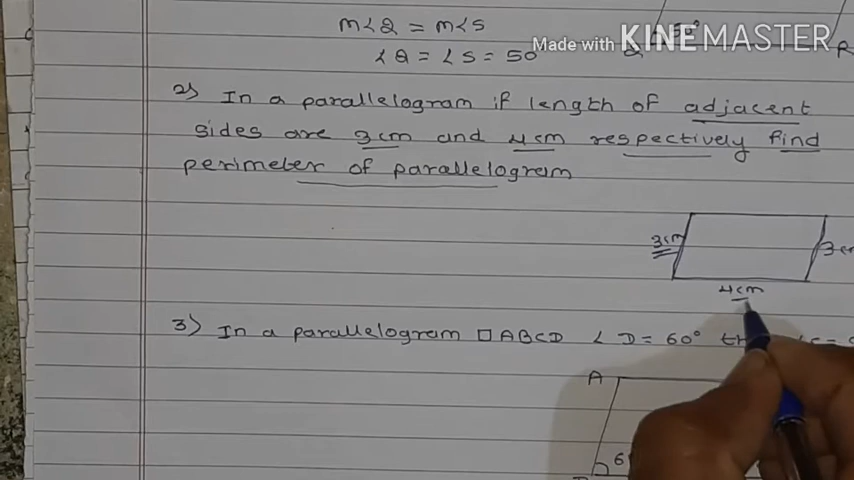 m∠Q = m∠S
∠Q = ∠S = 50
Made with KINEMASTER
2) In a parallelogram if length of adjacent
sides are 3cm and 4cm respectively find
perimeter of parallelogram
3cm
4cm
3) In a parallelogram □ABCD ∠D = 60°
A